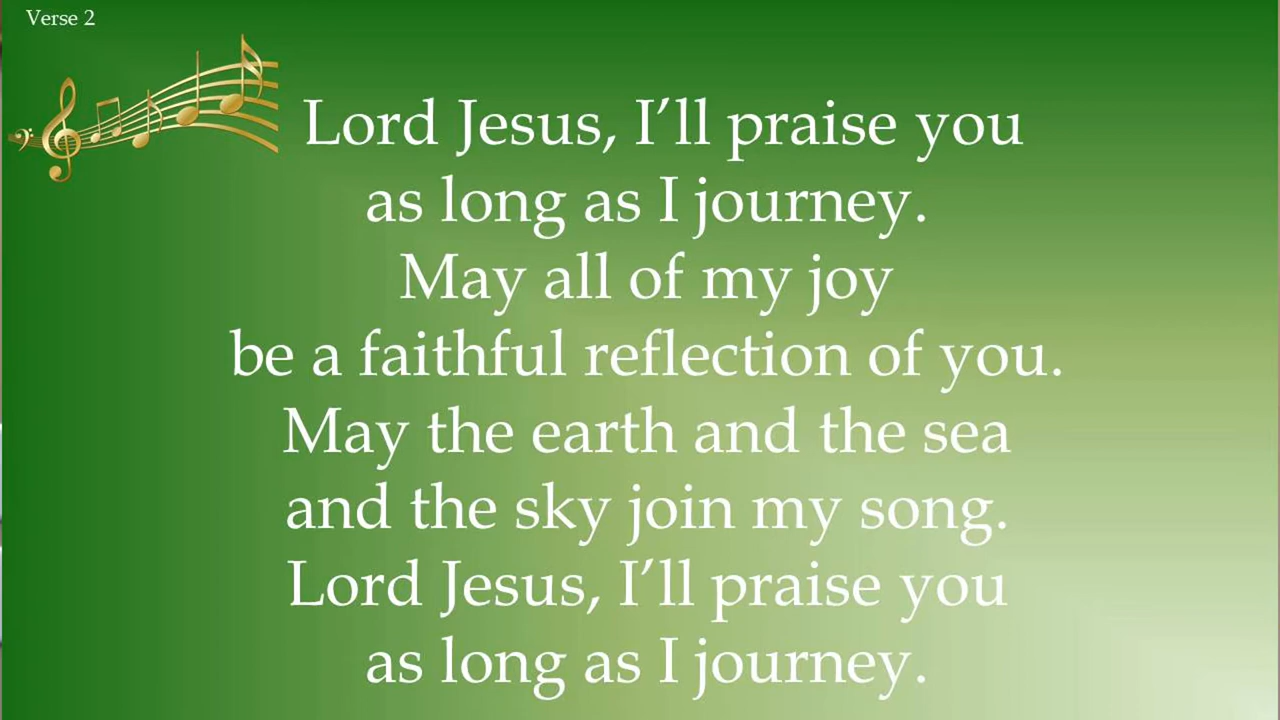 Verse 2
Lord Jesus, I’ll praise you
as long as I journey.
May all of my joy
be a faithful reflection of you.
May the earth and the sea
and the sky join my song.
Lord Jesus, I’ll praise you
as long as I journey.